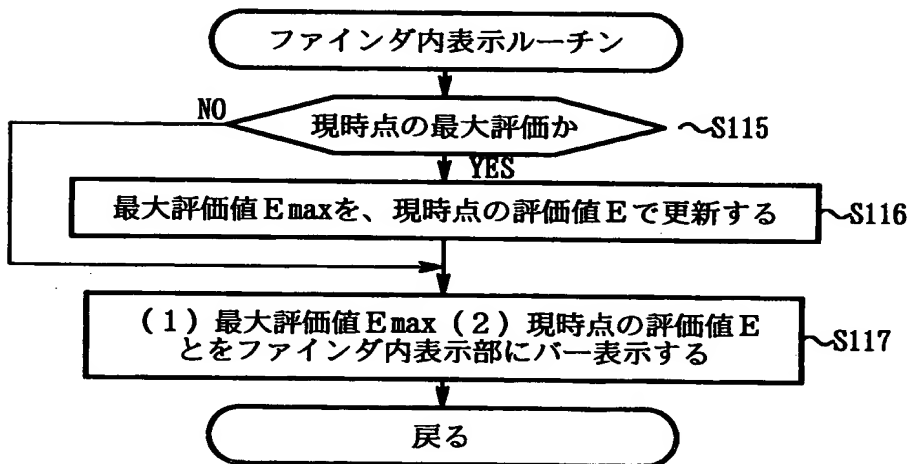 ファインダ内表示ルーチン
NO
現時点の最大評価か
~S115
YES
最大評価値Emaxを、現時点の評価値Eで更新する
~S116
(1)最大評価値Emax(2)現時点の評価値E
とをファインダ内表示部にバー表示する
~S117
戻る